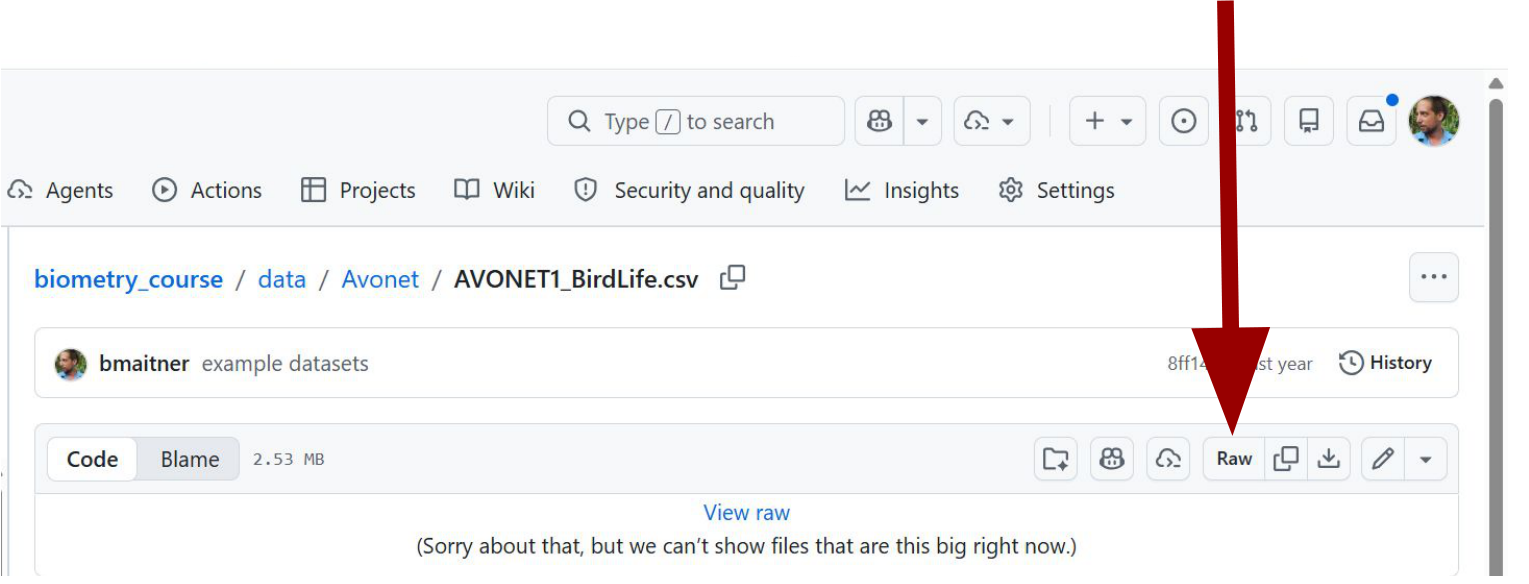 Type / to search
Agents Actions Projects Wiki Security and quality Insights Settings
biometry_course / data / Avonet / AVONET1_BirdLife.csv
bmaitner example datasets year History
Code Blame 2.53 MB Raw
View raw
(Sorry about that, but we can't show files that are this big right now.)